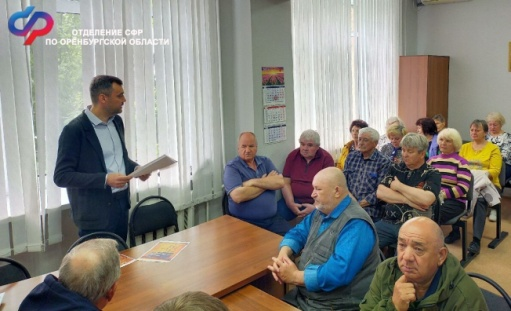 ОТДЕЛЕНИЕ СФР
ПО ОРЕНБУРГСКОЙ ОБЛАСТИ